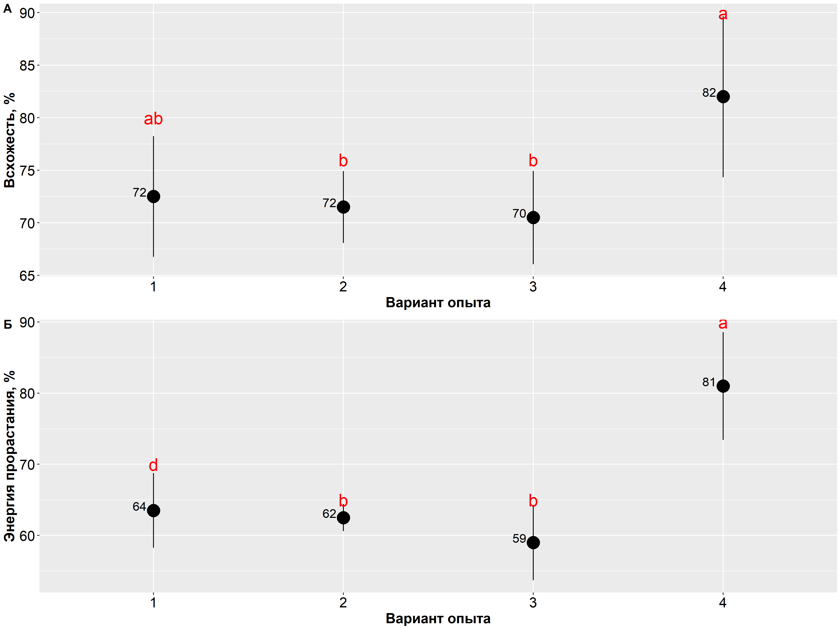 А
Всхожесть, %
90
85
80
75
70
65
ab
b
b
a
72
72
70
82
1 2 3 4
Вариант опыта
Б
Энергия прорастания, %
90
80
70
60
d
b
b
a
64
62
59
81
1 2 3 4
Вариант опыта